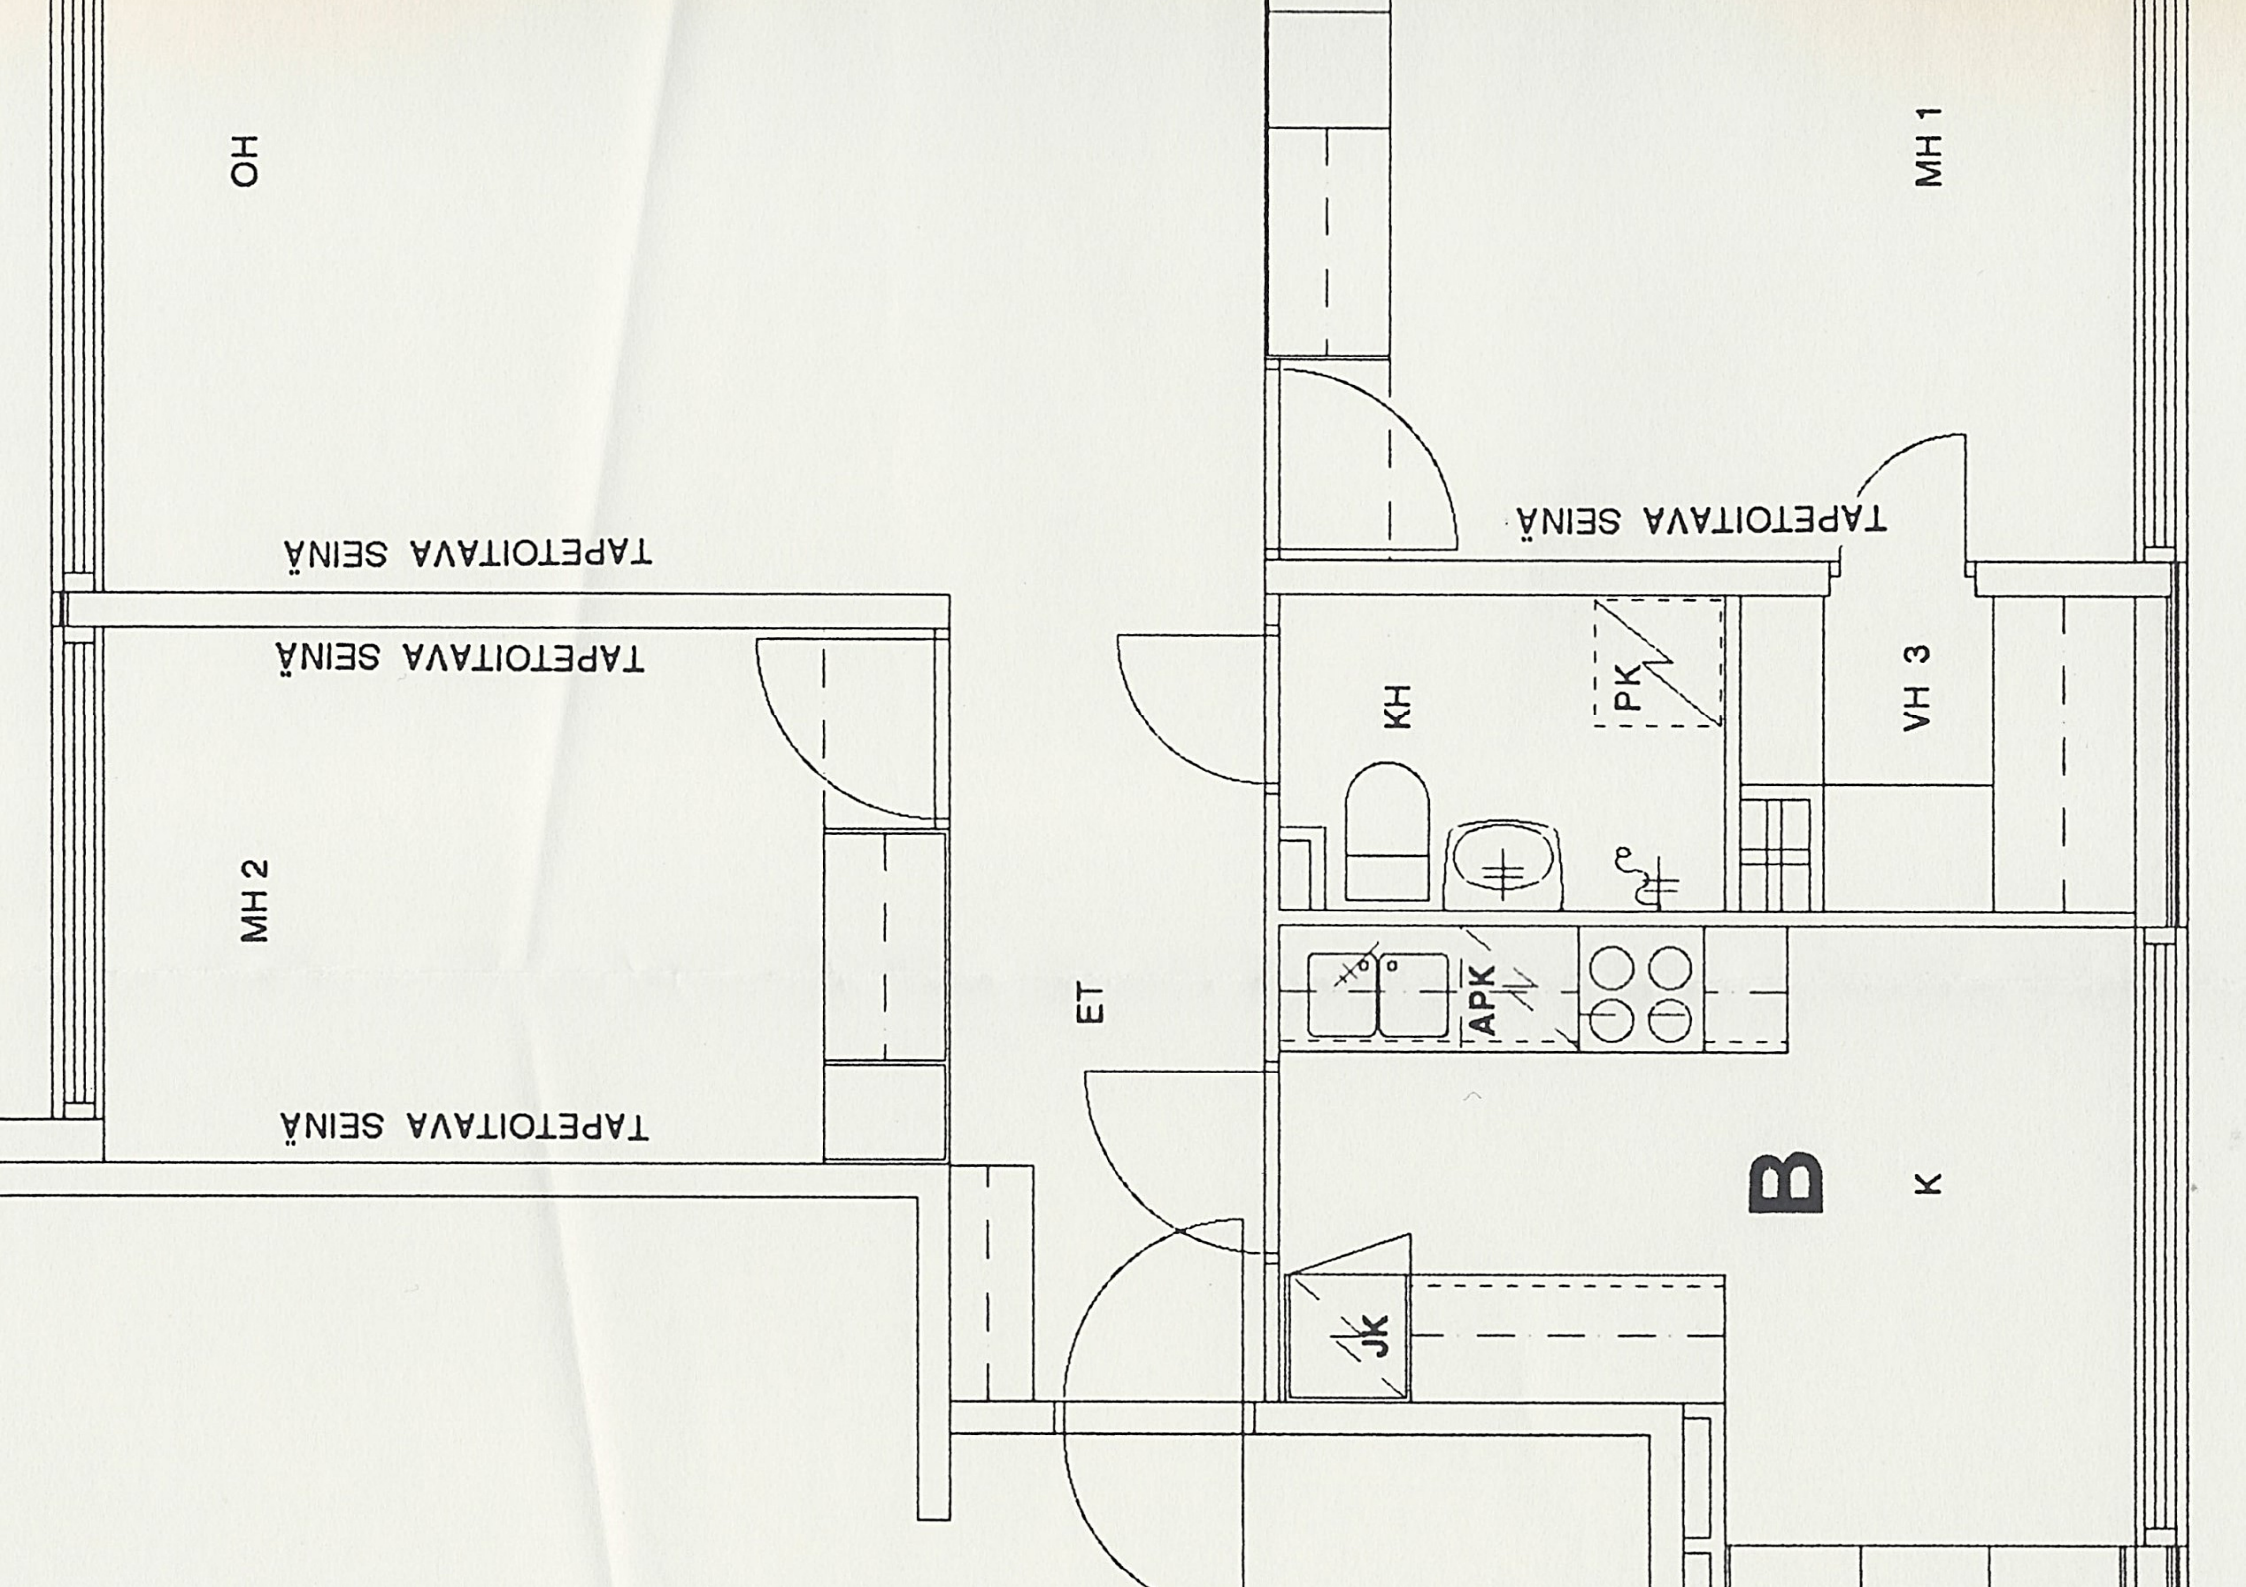 OH
MH 1
TAPETOITAVA SEINÄ
TAPETOITAVA SEINÄ
TAPETOITAVA SEINÄ
KH
PK
VH 3
MH 2
ET
APK
TAPETOITAVA SEINÄ
B
K
JK